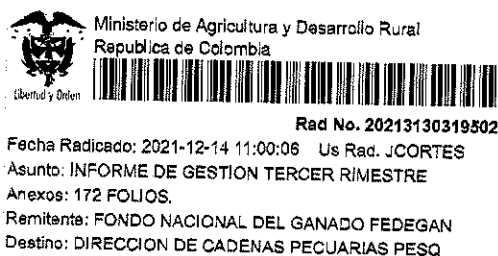 Ministerio de Agricultura y Desarrollo Rural
Republica de Colombia
Libertad y Orden
Rad No. 20213130319502
Fecha Radicado: 2021-12-14 11:00:06 Us Rad. JCORTES
Asunto: INFORME DE GESTION TERCER RIMESTRE
Anexos: 172 FOLIOS.
Remitente: FONDO NACIONAL DEL GANADO FEDEGAN
Destino: DIRECCION DE CADENAS PECUARIAS PESQ